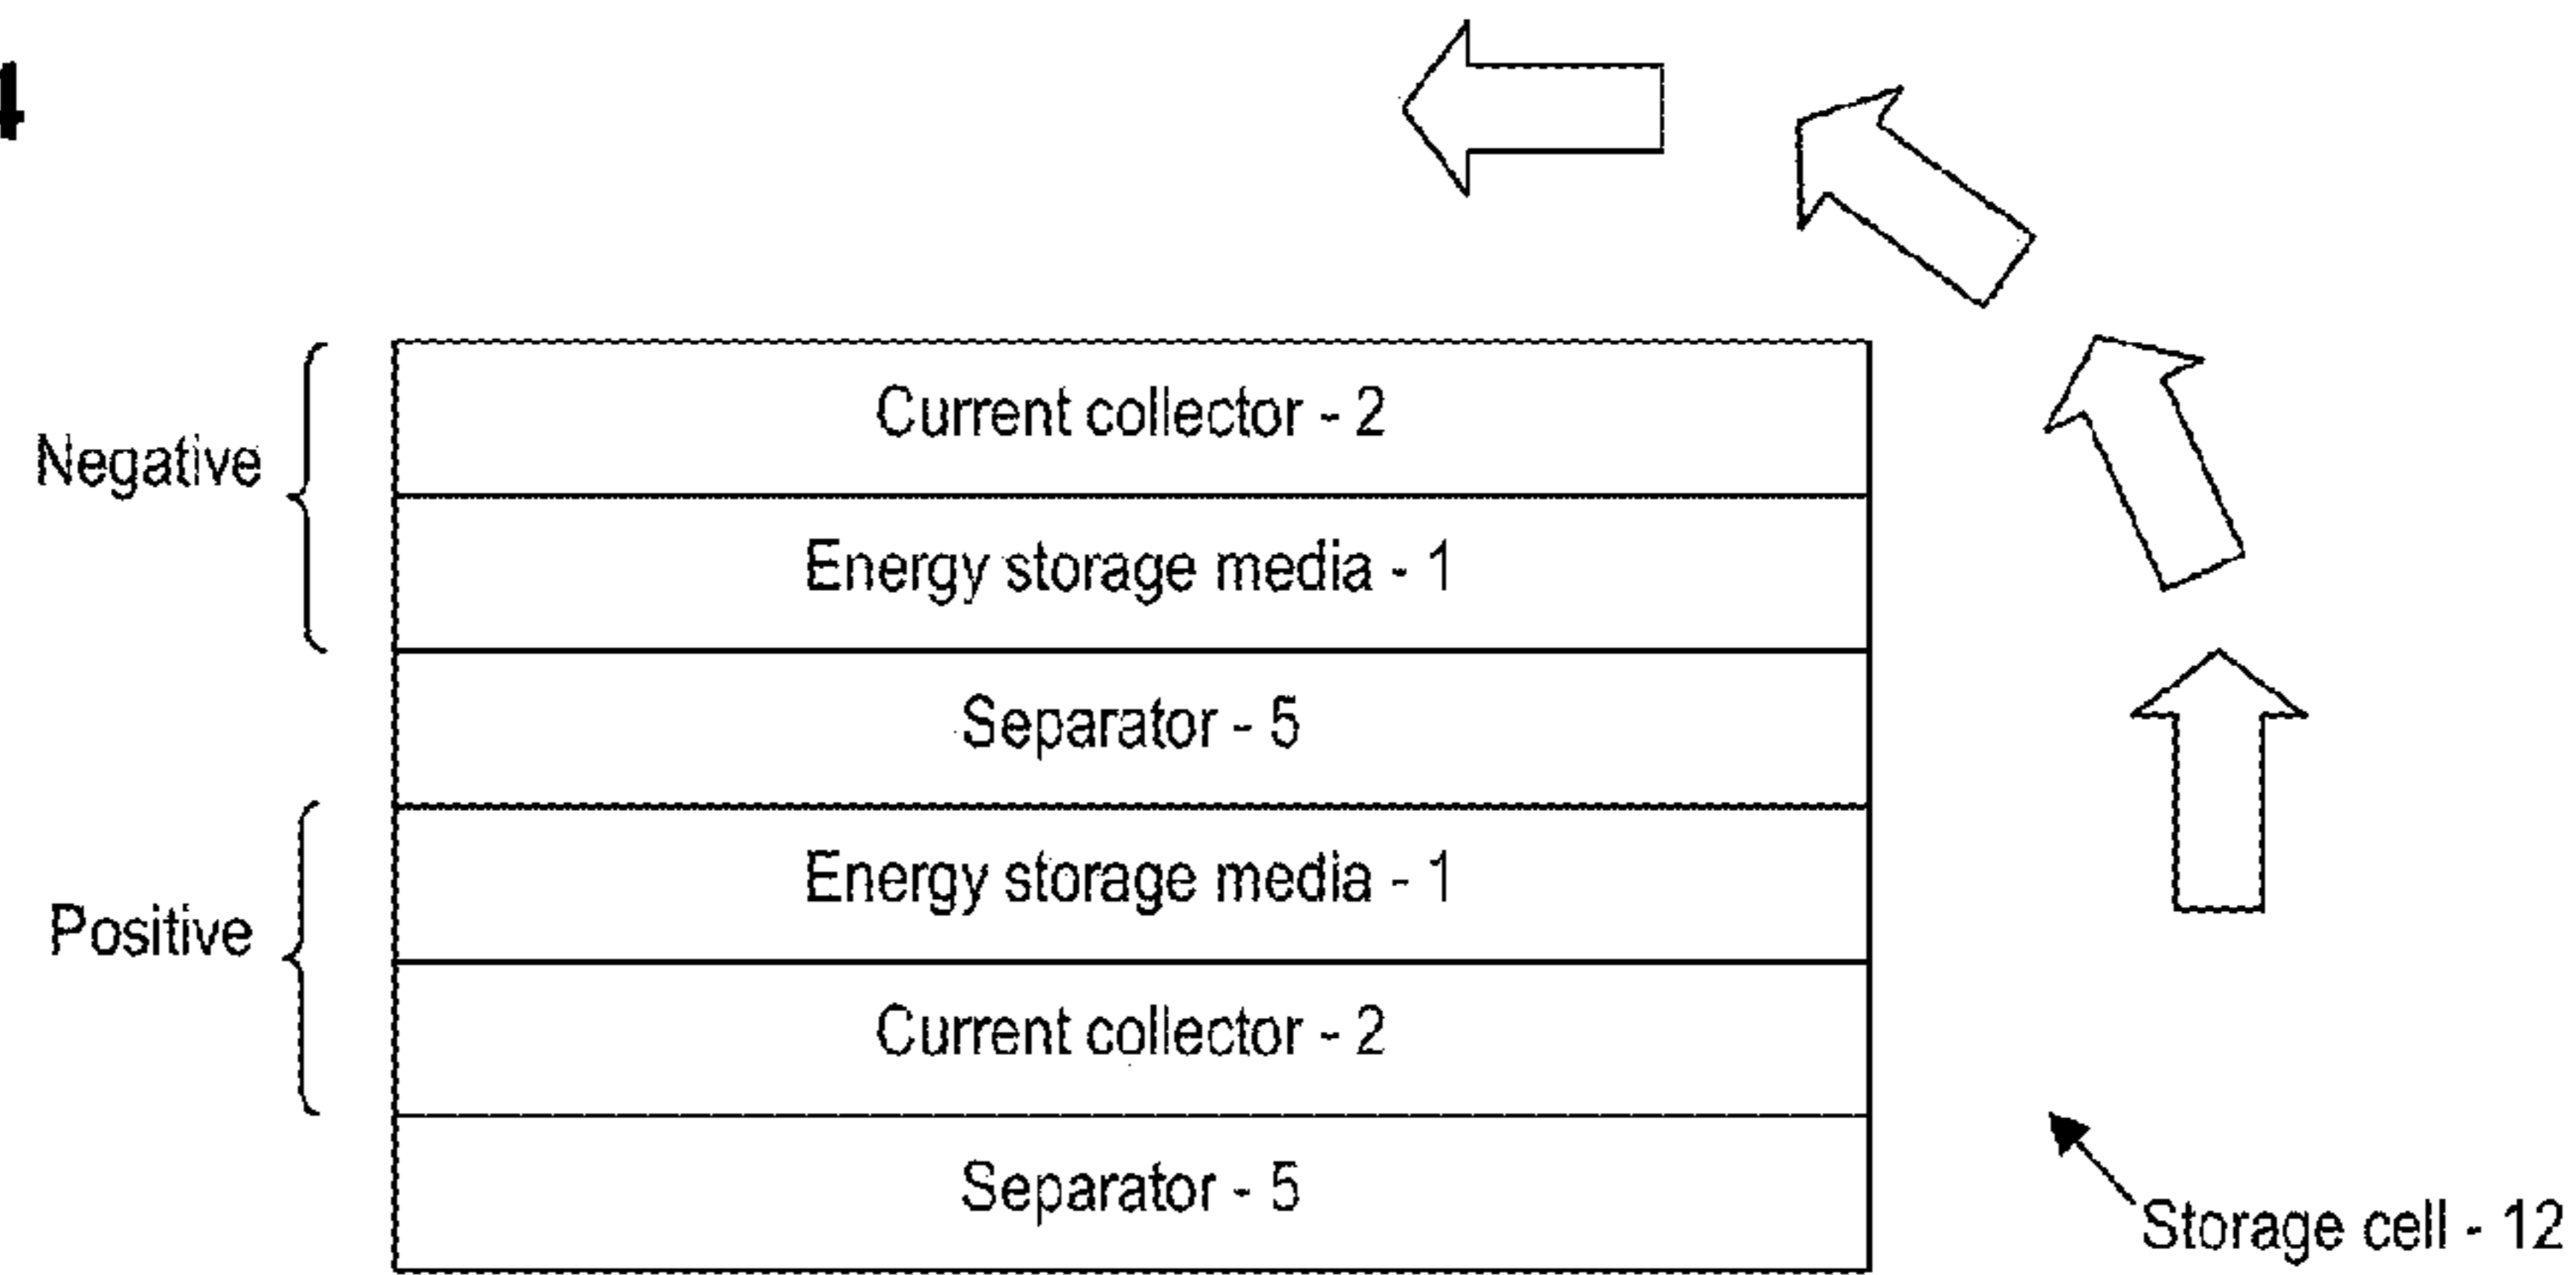 4
Current collector - 2
Negative
Energy storage media - 1
Separator - 5
Energy storage media - 1
Positive
Current collector - 2
Separator - 5
Storage cell - 12